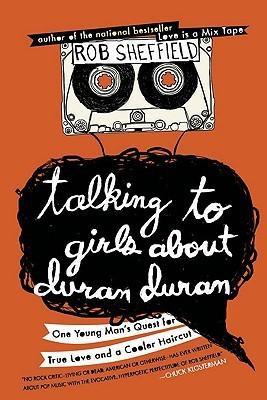 author of the national bestseller
Love is a Mix Tape
ROB SHEFFIELD
talking to
girls about
duran duran
One Young Man's Quest for
True Love and a Cooler Haircut
"NO ROCK CRITIC-LIVING OR DEAD, AMERICAN OR OTHERWISE-HAS EVER WRITTEN
ABOUT POP MUSIC WITH THE EVOCATIVE, HYPERPOETIC PERFECTITUDE OF ROB SHEFFIELD."
—CHUCK KLOSTERMAN